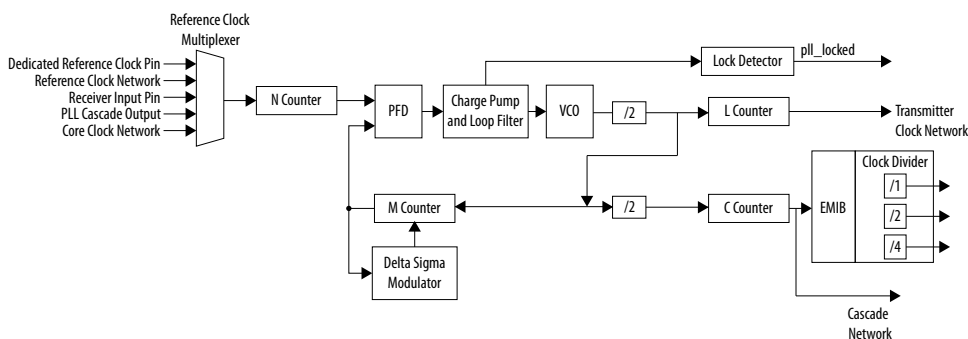 Reference Clock
Multiplexer
Dedicated Reference Clock Pin
Reference Clock Network
Receiver Input Pin
PLL Cascade Output
Core Clock Network
N Counter
PFD
Charge Pump
and Loop Filter
VCO
/2
Lock Detector
pll_locked
L Counter
Transmitter
Clock Network
M Counter
/2
C Counter
EMIB
Clock Divider
/1
/2
/4
Delta Sigma
Modulator
Cascade
Network